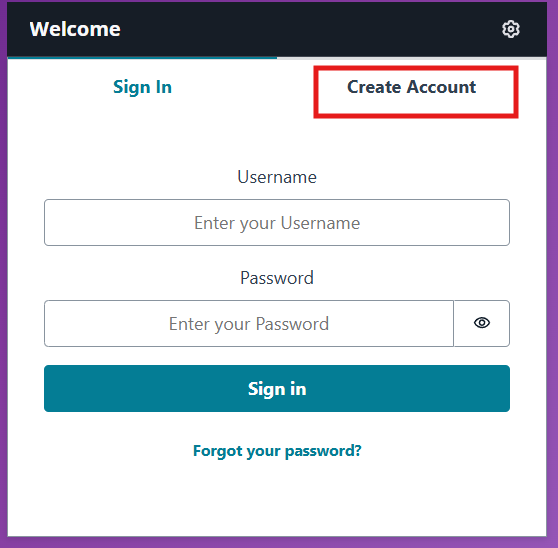 Welcome
Sign In
Create Account
Username
Enter your Username
Password
Enter your Password
Sign in
Forgot your password?